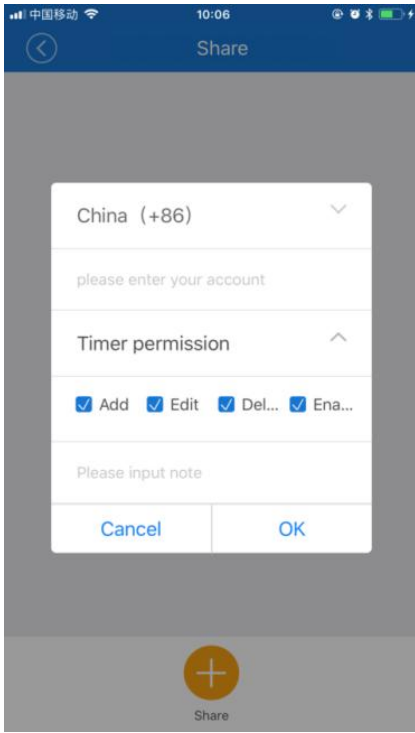 中国移动 10:06
Share
China（+86）
please enter your account
Timer permission
Add Edit Del... Ena...
Please input note
Cancel OK
Share